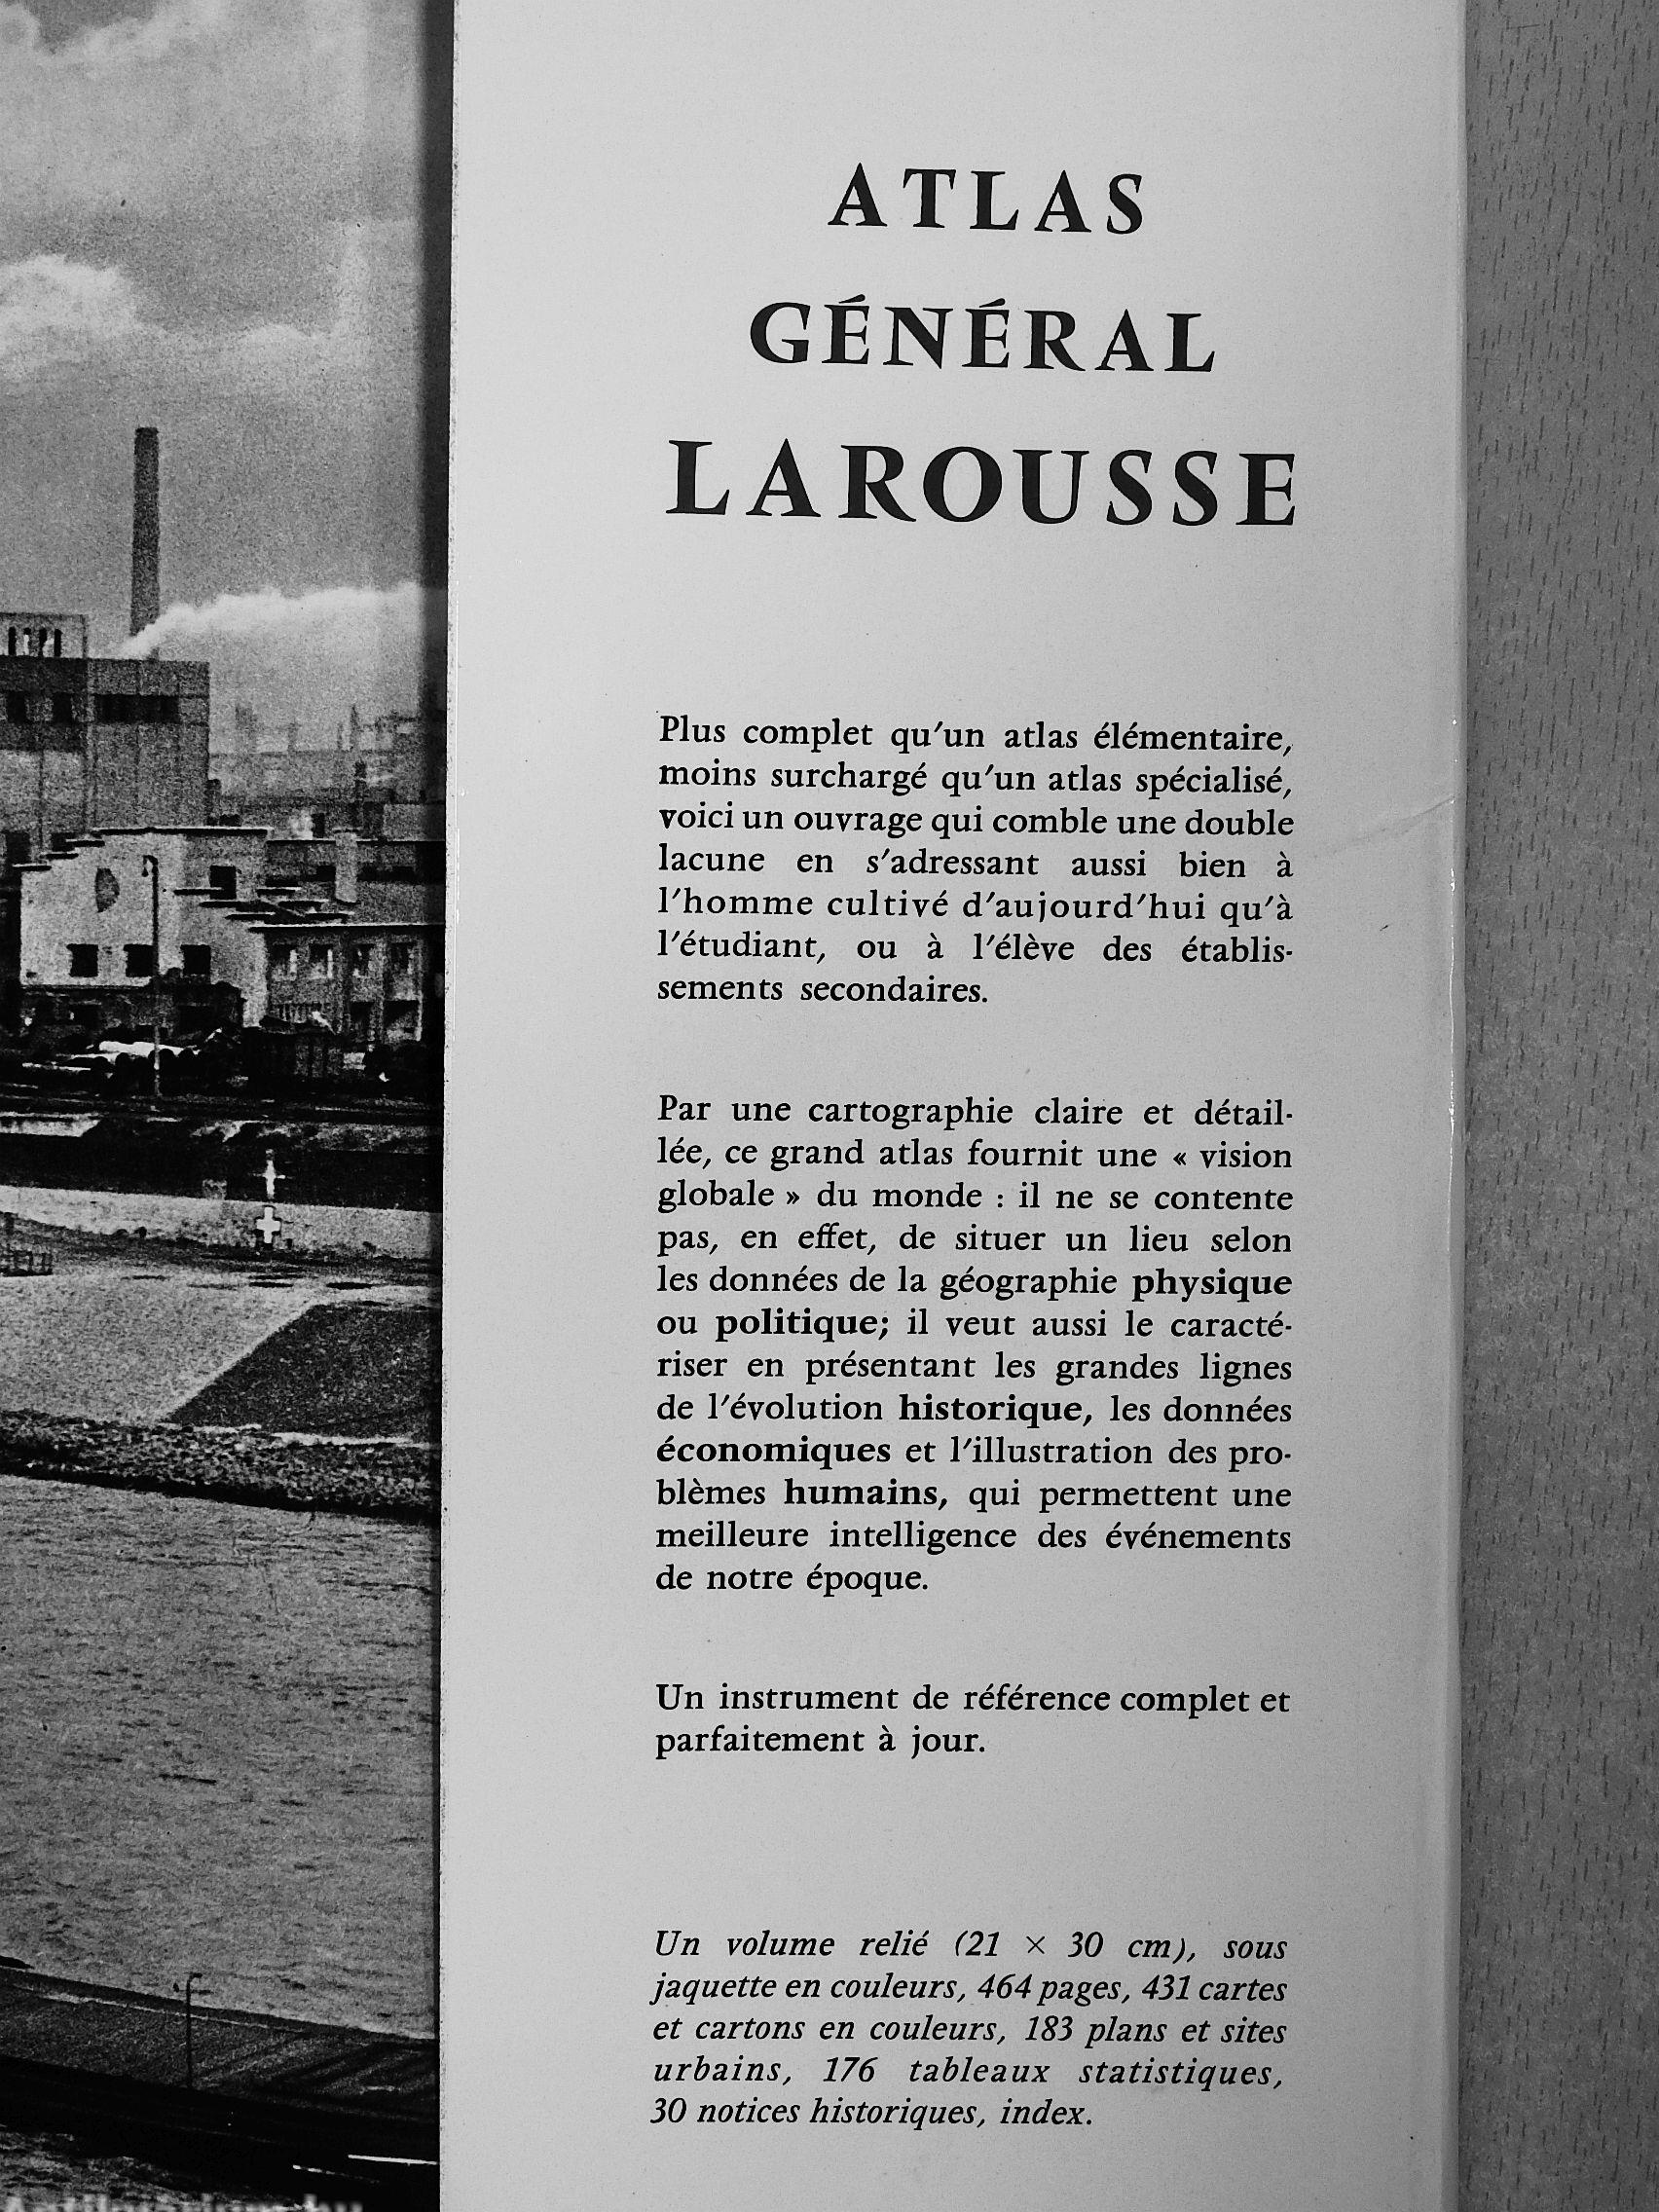 ATLAS
GÉNÉRAL
LAROUSSE
Plus complet qu'un atlas élémentaire,
moins surchargé qu'un atlas spécialisé,
voici un ouvrage qui comble une double
lacune en s'adressant aussi bien à
l'homme cultivé d'aujourd'hui qu'à
l'étudiant, ou à l'élève des établis-
sements secondaires.
Par une cartographie claire et détail-
lée, ce grand atlas fournit une « vision
globale » du monde : il ne se contente
pas, en effet, de situer un lieu selon
les données de la géographie physique
ou politique; il veut aussi le caracté-
riser en présentant les grandes lignes
de l'évolution historique, les données
économiques et l'illustration des pro-
blèmes humains, qui permettent une
meilleure intelligence des événements
de notre époque.
Un instrument de référence complet et
parfaitement à jour.
Un volume relié (21 × 30 cm), sous
jaquette en couleurs, 464 pages, 431 cartes
et cartons en couleurs, 183 plans et sites
urbains, 176 tableaux statistiques,
30 notices historiques, index.